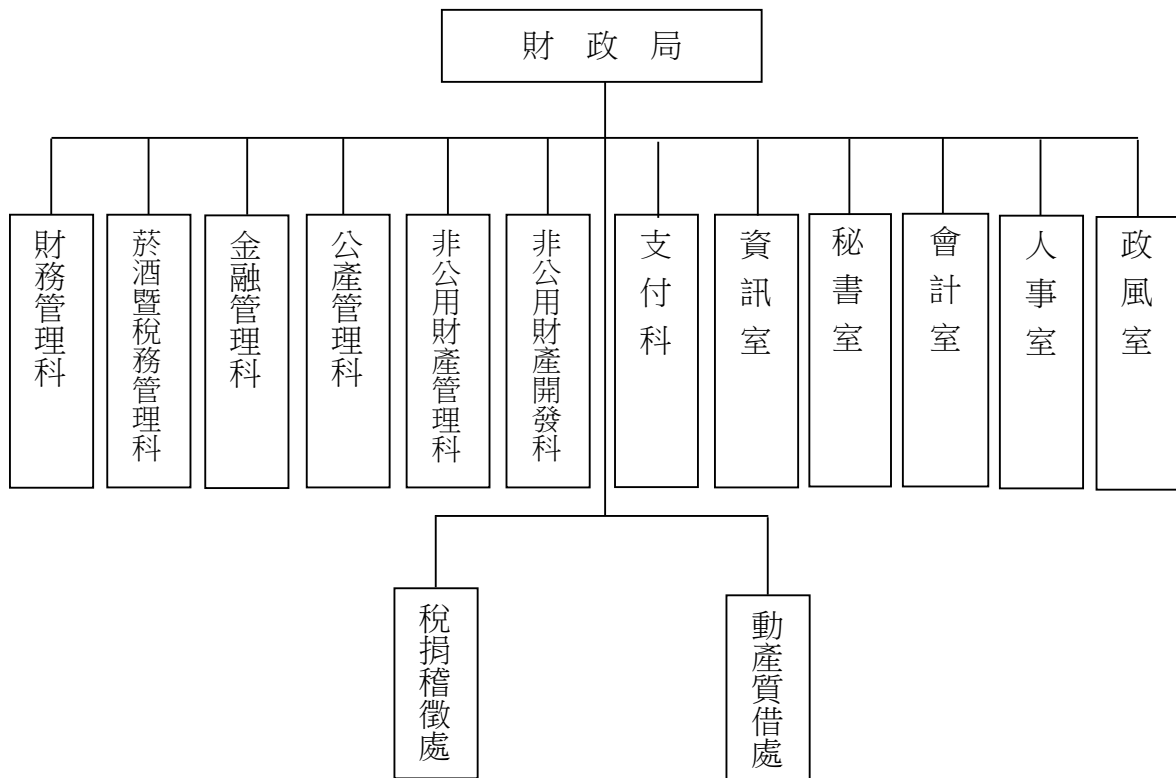 財政局
財務管理科
菸酒暨稅務管理科
金融管理科
公產管理科
非公用財產管理科
非公用財產開發科
支付科
資訊室
秘書室
會計室
人事室
政風室
稅捐稽徵處
動產質借處